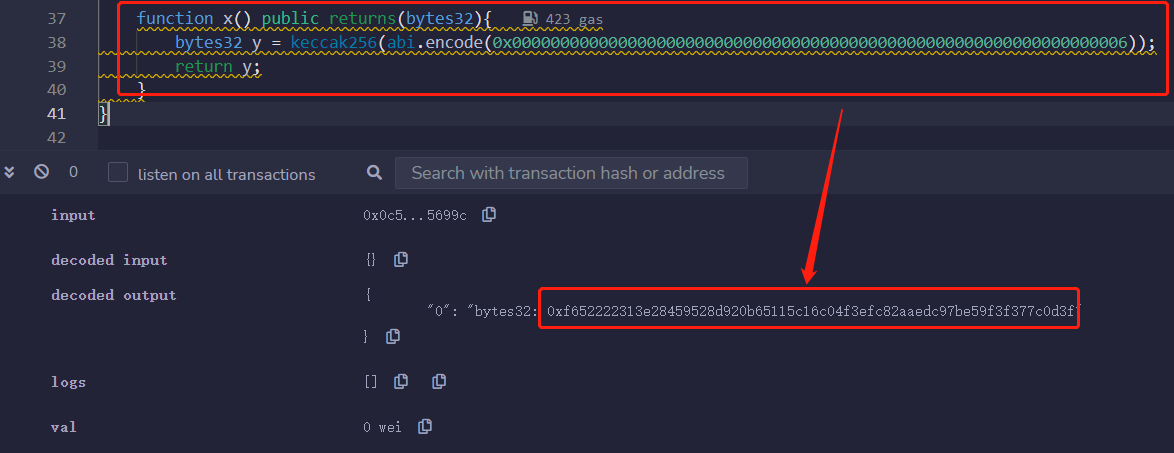 37 function x() public returns(bytes32){ 423 gas
38 bytes32 y = keccak256(abi.encode(0x0000000000000000000000000000000000000000000000000000000000000006));
39 return y;
40 }
41 }
42
0 listen on all transactions Search with transaction hash or address
input 0x0c5...5699c
decoded input {}
decoded output {
"0": "bytes32: 0xf652222313e28459528d920b65115c16c04f3efc82aaedc97be59f3f377c0d3f
}
logs []
val 0 wei